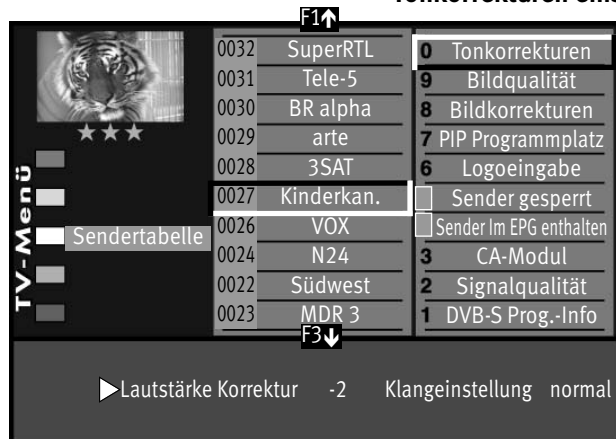 F1
0032 SuperRTL 0 Tonkorrekturen
0031 Tele-5 9 Bildqualität
0030 BR alpha 8 Bildkorrekturen
0029 arte 7 PIP Programmplatz
0028 3SAT 6 Logoeingabe
0027 Kinderkan. Sender gesperrt
TV-Menü
Sendertabelle 0026 VOX Sender Im EPG enthalten
0024 N24 3 CA-Modul
0022 Südwest 2 Signalqualität
0023 MDR 3 1 DVB-S Prog.-Info
F3
Lautstärke Korrektur -2 Klangeinstellung normal